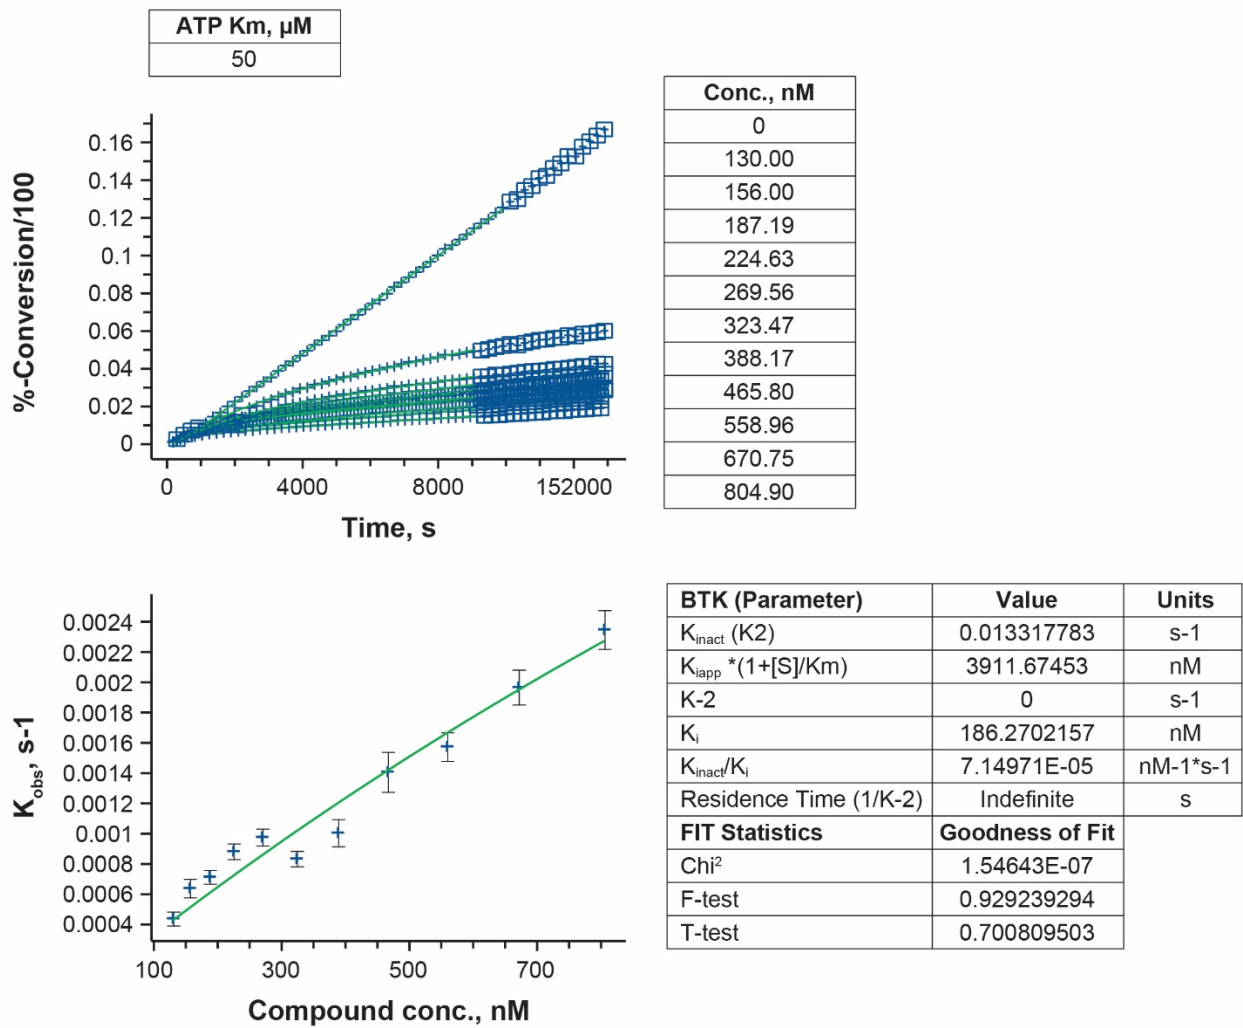 ATP Km, µM
50
%-Conversion/100
0.16
0.14
0.12
0.1
0.08
0.06
0.04
0.02
0
0 4000 8000 152000
Time, s
Conc., nM
0
130.00
156.00
187.19
224.63
269.56
323.47
388.17
465.80
558.96
670.75
804.90
Kobs, s-1
0.0024
0.0022
0.002
0.0018
0.0016
0.0014
0.0012
0.001
0.0008
0.0006
0.0004
100 300 500 700
Compound conc., nM
BTK (Parameter) Value Units
Kinact (K2) 0.013317783 s-1
Kiapp *(1+[S]/Km) 3911.67453 nM
K-2 0 s-1
Ki 186.2702157 nM
Kinact/Ki 7.14971E-05 nM-1*s-1
Residence Time (1/K-2) Indefinite s
FIT Statistics Goodness of Fit
Chi² 1.54643E-07
F-test 0.929239294
T-test 0.700809503